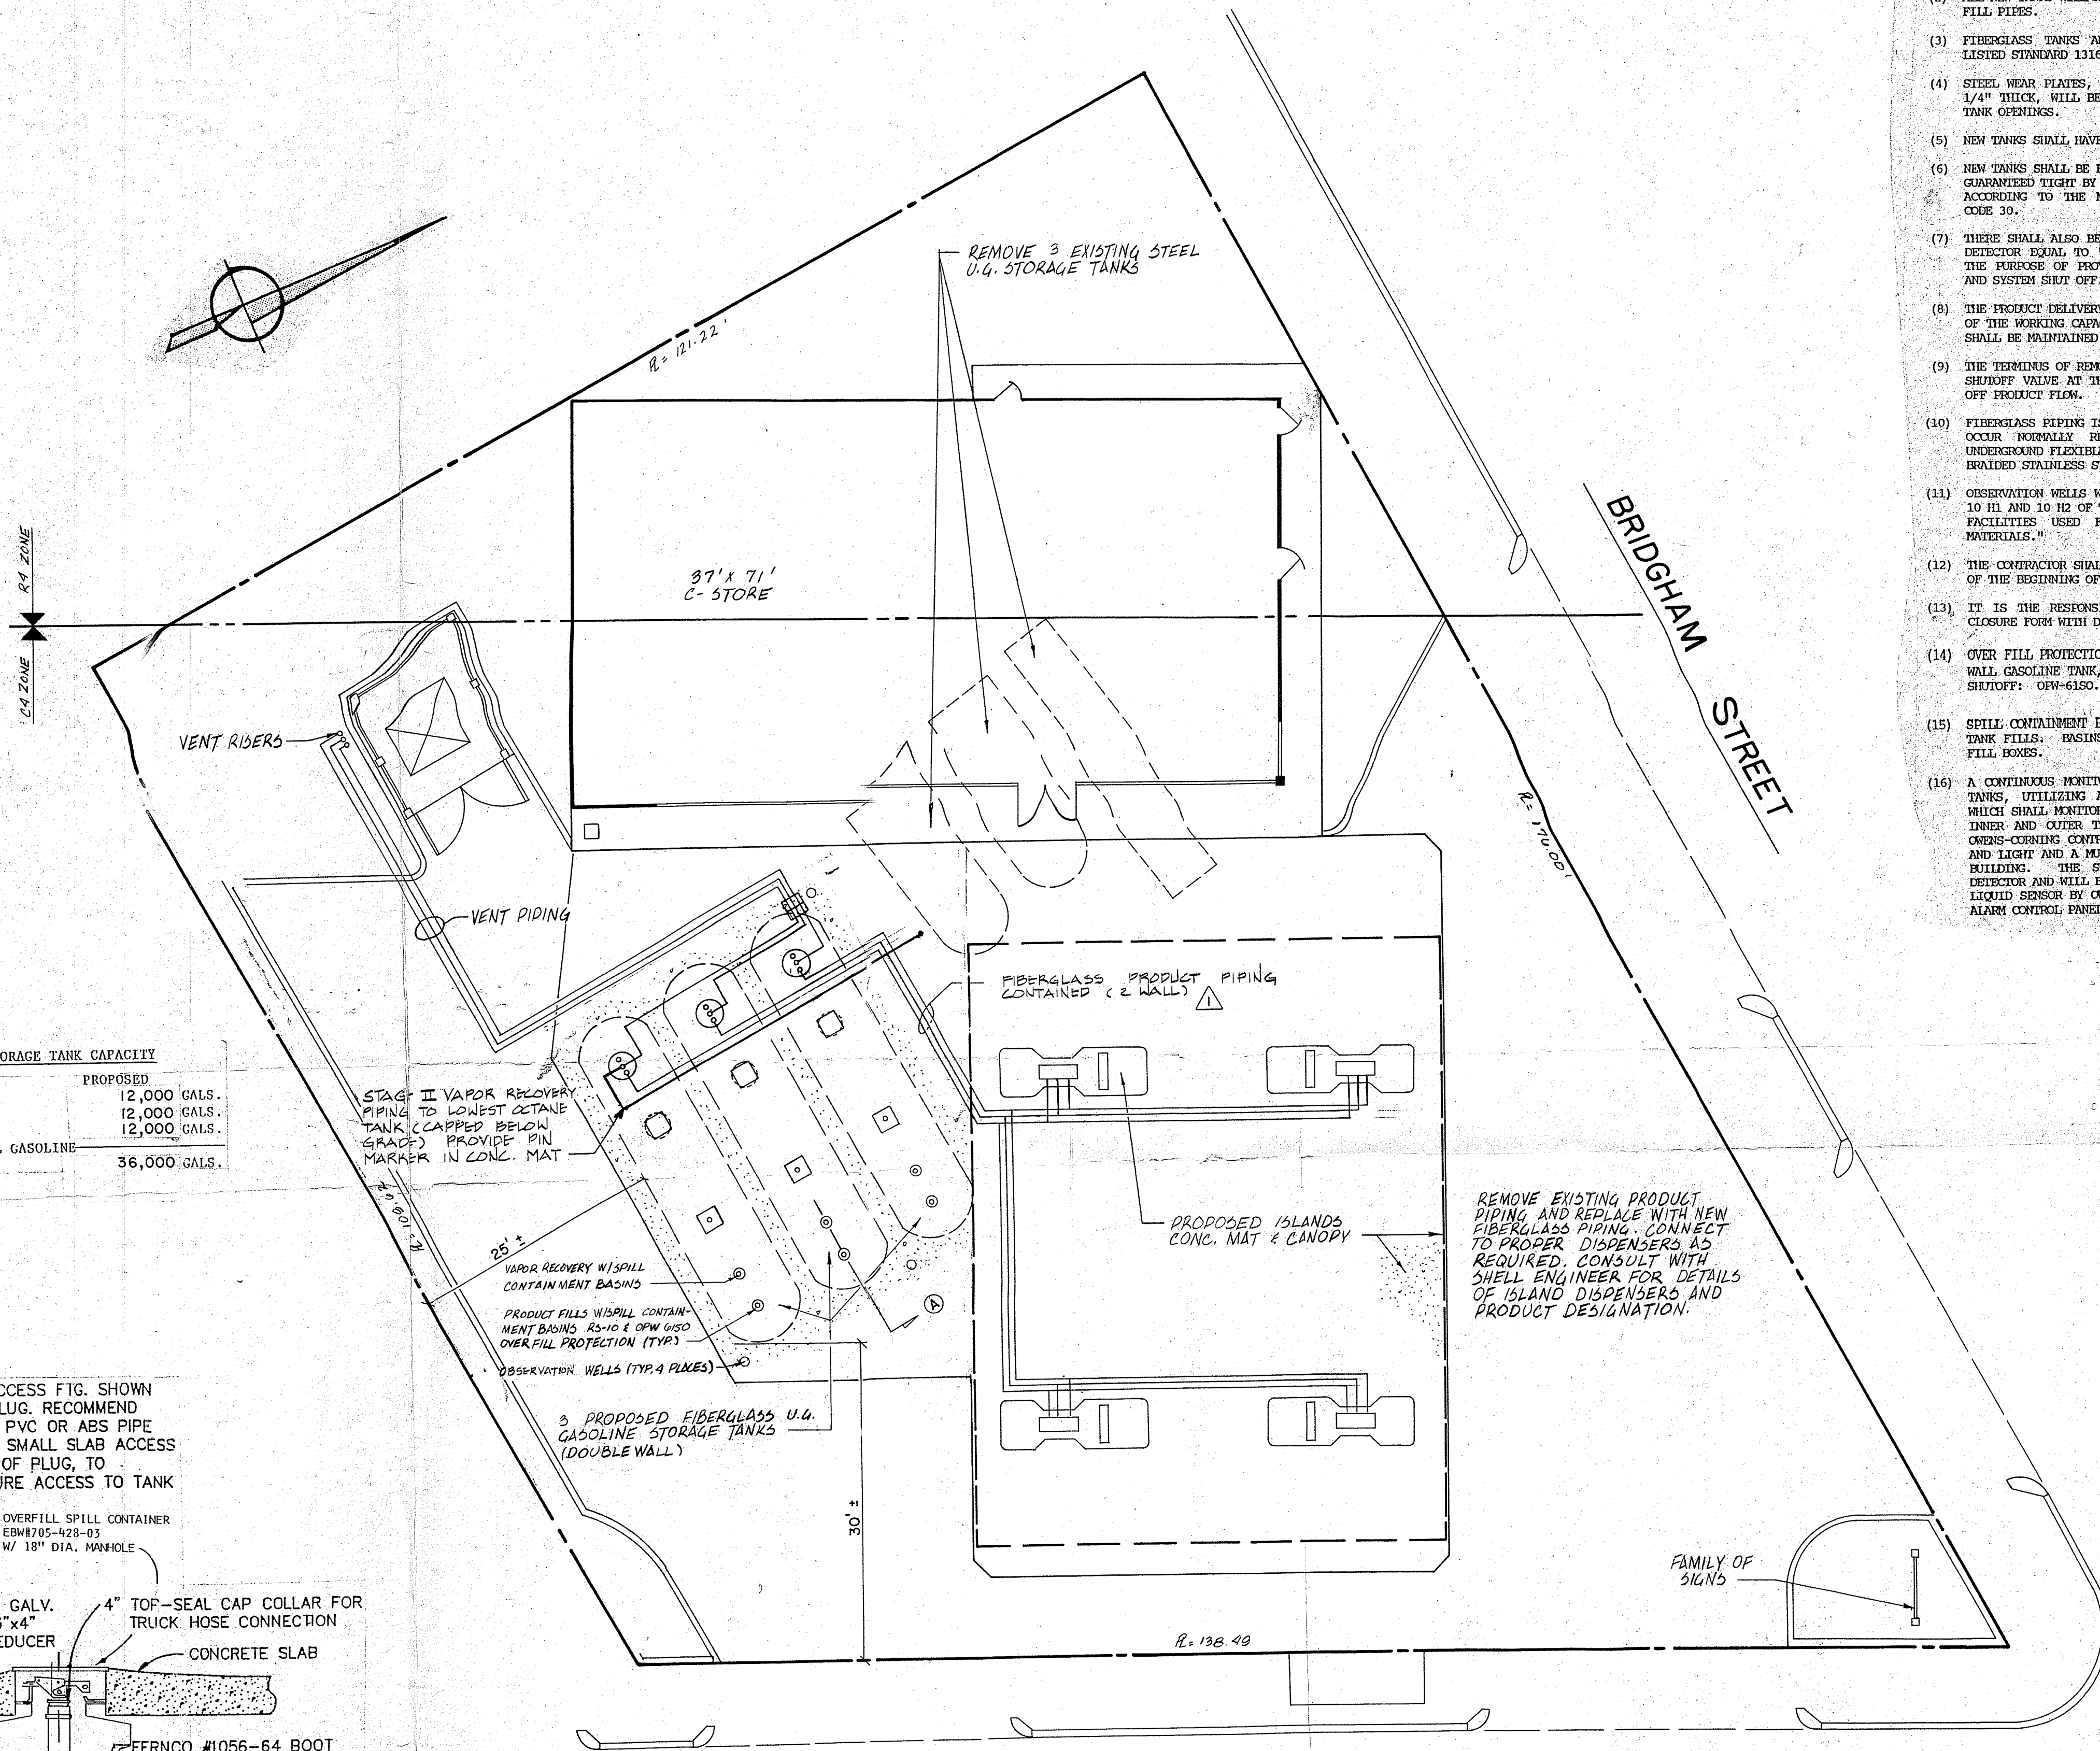 FILL PIPES.
(3) FIBERGLASS TANKS
LISTED STANDARD 1316
(4) STEEL WEAR PLATES,
1/4" THICK, WILL BE
TANK OPENINGS.
(5) NEW TANKS SHALL HAVE
(6) NEW TANKS SHALL BE
GUARANTEED TIGHT BY
ACCORDING TO THE
CODE 30.
(7) THERE SHALL ALSO BE
DETECTOR EQUAL TO
THE PURPOSE OF
AND SYSTEM SHUT OFF
(8) THE PRODUCT
OF THE WORKING
SHALL BE MAINTAINED
(9) THE TERMINUS OF
SHUTOFF VALVE AT
OFF PRODUCT FLOW.
(10) FIBERGLASS PIPING
OCCUR NORMALLY
UNDERGROUND
BRAIDED STAINLESS
(11) OBSERVATION WELLS
10 H1 AND 10 H2 OF
FACILITIES USED
MATERIALS."
(12) THE CONTRACTOR
OF THE BEGINNING OF
(13) IT IS THE
CLOSURE FORM WITH
(14) OVER FILL
WALL GASOLINE TANK,
SHUTOFF: OPW-61SO.
(15) SPILL CONTAINMENT
TANK FILLS. BASINS
FILL BOXES.
(16) A CONTINUOUS
TANKS, UTILIZING
WHICH SHALL MONITOR
INNER AND OUTER
OWENS-CORNING
AND LIGHT AND A
BUILDING. THE
DETECTOR AND WILL
LIQUID SENSOR BY
ALARM CONTROL PANEL
REMOVE 3 EXISTING STEEL
U.G. STORAGE TANKS
PL= 121.22'
R4 ZONE
C4 ZONE
37' X 71'
C- STORE
BRIDGHAM STREET
PL= 176.00'
VENT RISERS
VENT PIPING
FIBERGLASS PRODUCT PIPING
CONTAINED (2 WALL) 1
ORAGE TANK CAPACITY
PROPOSED
12,000 GALS.
12,000 GALS.
12,000 GALS.
GASOLINE
36,000 GALS.
STAGE II VAPOR RECOVERY
PIPING TO LOWEST OCTANE
TANK (CAPPED BELOW
GRADE) PROVIDE PIN
MARKER IN CONC. MAT
25' ±
VAPOR RECOVERY W/SPILL
CONTAINMENT BASINS
PRODUCT FILLS W/SPILL CONTAIN-
MENT BASINS RS-10 & OPW 6150
OVERFILL PROTECTION (TYP.)
OBSERVATION WELLS (TYP. 4 PLACES)
A
3 PROPOSED FIBERGLASS U.G.
GASOLINE STORAGE TANKS
(DOUBLE WALL)
PROPOSED ISLANDS
CONC. MAT & CANOPY
REMOVE EXISTING PRODUCT
PIPING AND REPLACE WITH NEW
FIBERGLASS PIPING. CONNECT
TO PROPER DISPENSERS AS
REQUIRED. CONSULT WITH
SHELL ENGINEER FOR DETAILS
OF ISLAND DISPENSERS AND
PRODUCT DESIGNATION.
30' ±
FAMILY OF
SIGNS
PL= 138.49
CCESS FTG. SHOWN
LUG. RECOMMEND
PVC OR ABS PIPE
SMALL SLAB ACCESS
OF PLUG, TO
URE ACCESS TO TANK
OVERFILL SPILL CONTAINER
EBW#705-428-03
W/ 18" DIA. MANHOLE
GALV.
"x4"
EDUCER
4" TOP-SEAL CAP COLLAR FOR
TRUCK HOSE CONNECTION
CONCRETE SLAB
FERNCO #1056-64 BOOT